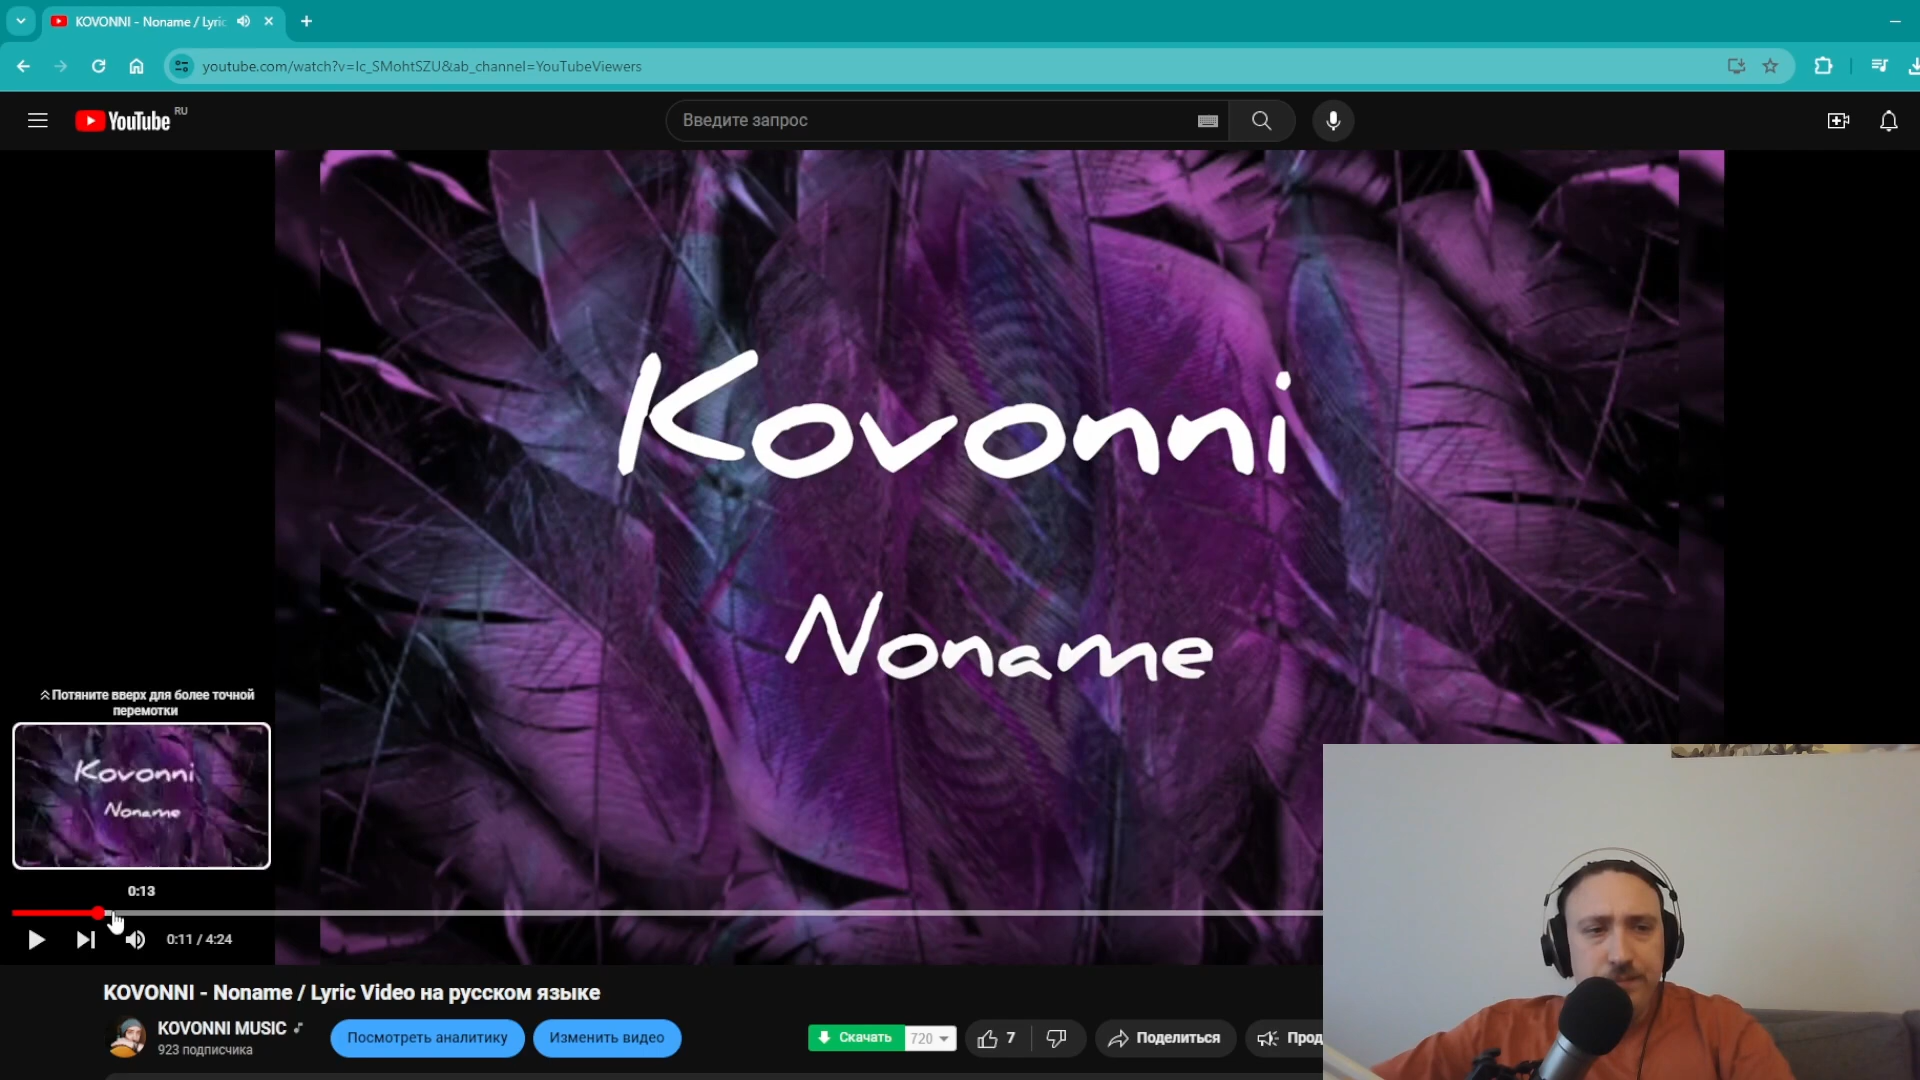 KOVONNI - Noname / Lyric
youtube.com/watch?v=Ic_SMohtSZU&ab_channel=YouTubeViewers
YouTube RU
Введите запрос
Kovonni
Noname
Потяните вверх для более точной
перемотки
Kovonni
Noname
0:13
0:11 / 4:24
KOVONNI - Noname / Lyric Video на русском языке
KOVONNI MUSIC
923 подписчика
Посмотреть аналитику
Изменить видео
Скачать
720
7
Поделиться
Прод